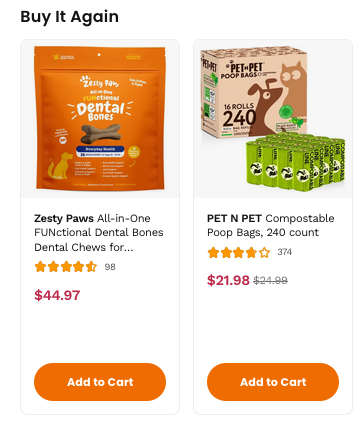 Buy It Again
Zesty Paws
All-in-One
FUNctional
Dental
Bones
Everyday Health
PET N PET
POOP BAGS
16 ROLLS
240
Zesty Paws All-in-One
FUNctional Dental Bones
Dental Chews for...
98
$44.97
Add to Cart
PET N PET Compostable
Poop Bags, 240 count
374
$21.98 $24.99
Add to Cart